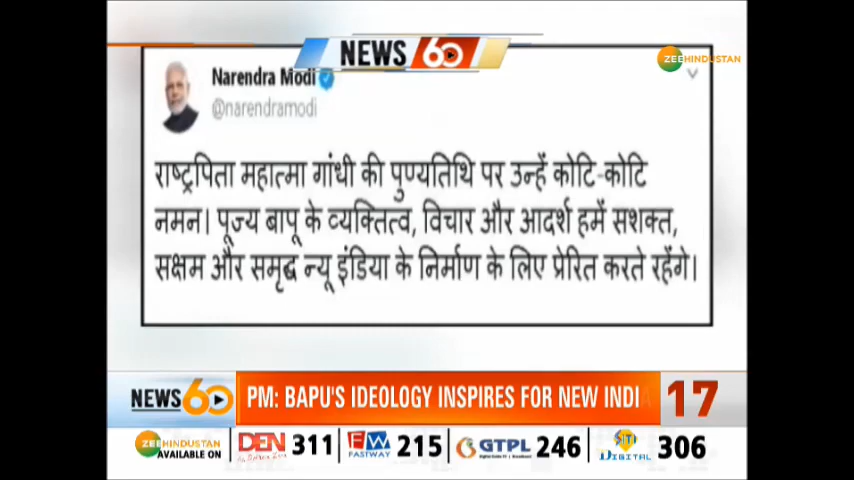 NEWS 60
ZEE HINDUSTAN
Narendra Modi
@narendramodi
राष्ट्रपिता महात्मा गांधी की पुण्यतिथि पर उन्हें कोटि-कोटि
नमन। पूज्य बापू के व्यक्तित्व, विचार और आदर्श हमें सशक्त,
सक्षम और समृद्ध न्यू इंडिया के निर्माण के लिए प्रेरित करते रहेंगे।
NEWS 60 PM: BAPU'S IDEOLOGY INSPIRES FOR NEW INDIA 17
ZEE HINDUSTAN AVAILABLE ON DEN 311 FASTWAY 215 GTPL 246 SITI DIGITAL 306